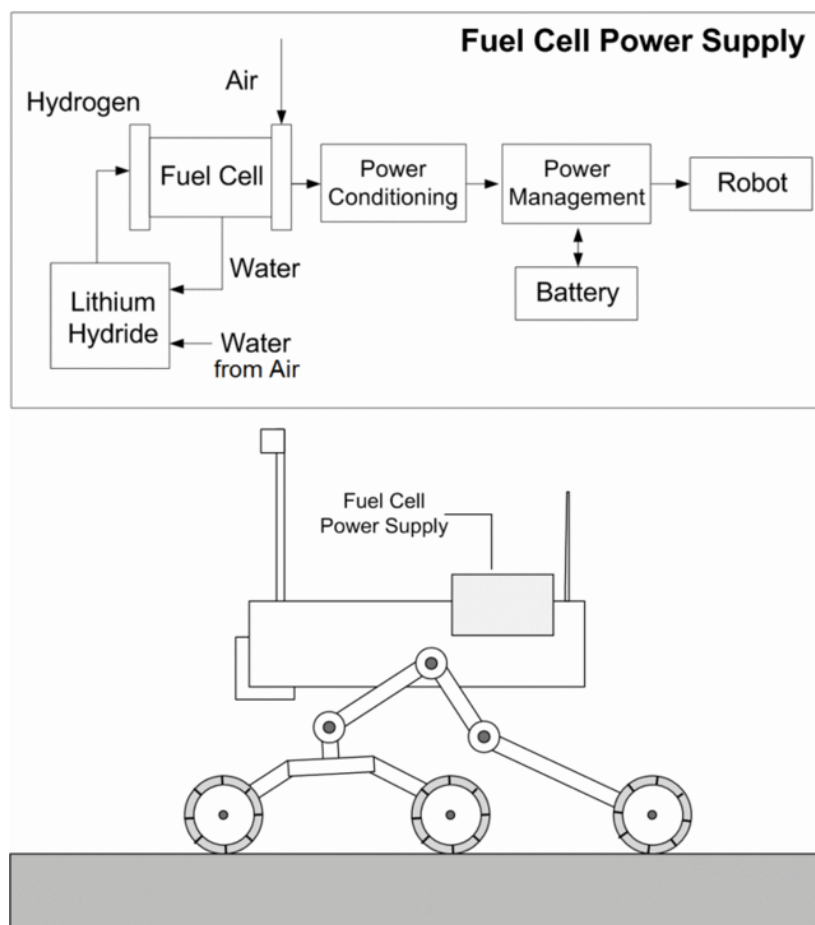 Fuel Cell Power Supply
Air
Hydrogen
Fuel Cell
Power
Conditioning
Power
Management
Robot
Water
Battery
Lithium
Hydride
Water
from Air
Fuel Cell
Power Supply